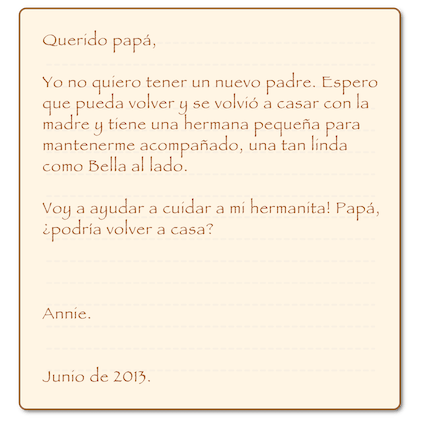 Querido papá,
Yo no quiero tener un nuevo padre. Espero
que pueda volver y se volvió a casar con la
madre y tiene una hermana pequeña para
mantenerme acompañado, una tan linda
como Bella al lado.
Voy a ayudar a cuidar a mi hermanita! Papá,
¿podría volver a casa?
Annie.
Junio de 2013.